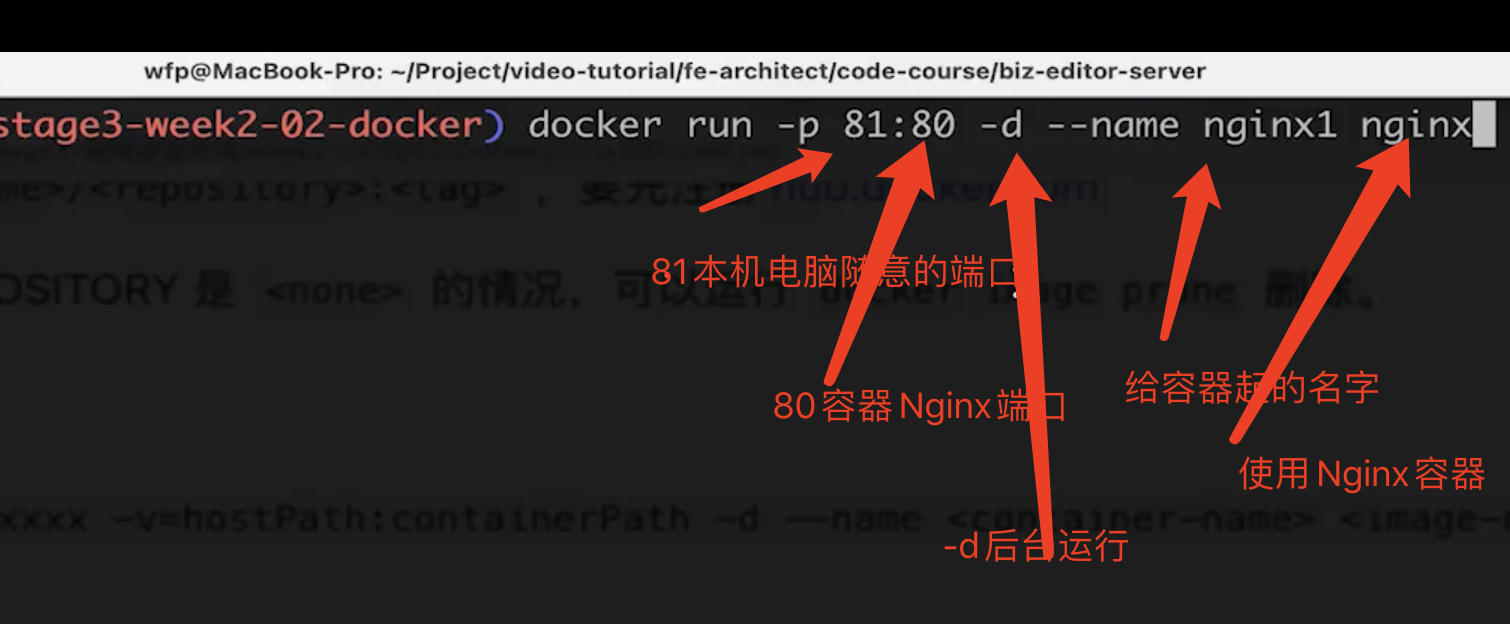 wfp@MacBook-Pro: ~/Project/video-tutorial/fe-architect/code-course/biz-editor-server
stage3-week2-02-docker) docker run -p 81:80 -d --name nginx1 nginx
me>/<repository>:<tag> ，要先注册 hub.docker.com
OSITORY 是 <none> 的情况，可以运行 docker image prune 删除。
81本机电脑随意的端口
80容器Nginx端口
给容器起的名字
使用Nginx容器
xxxx -v=hostPath:containerPath -d --name <container-name> <image-
-d后台运行